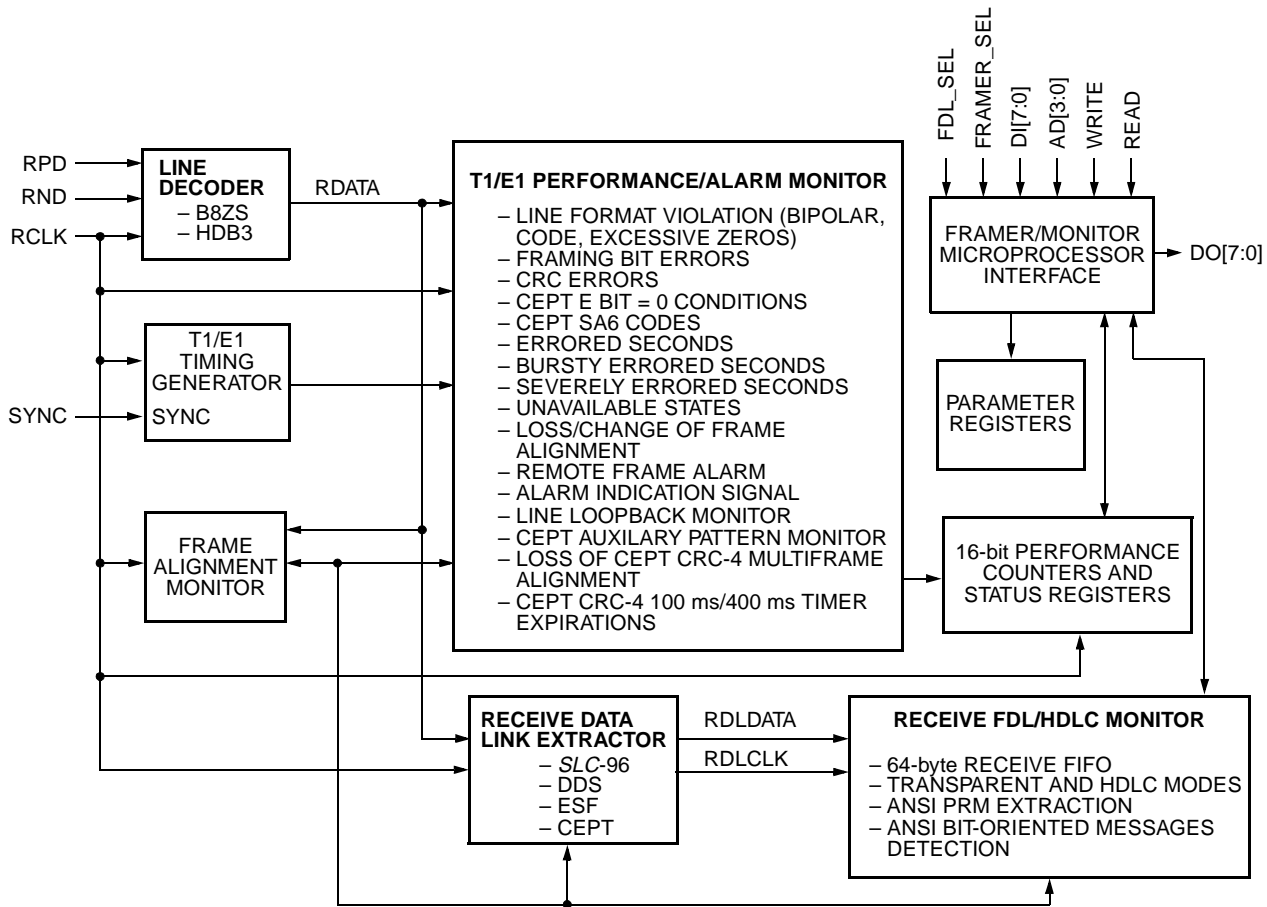 FDL_SEL
FRAMER_SEL
DI[7:0]
AD[3:0]
WRITE
READ
RPD
RND
RCLK
LINE
DECODER
– B8ZS
– HDB3
RDATA
T1/E1 PERFORMANCE/ALARM MONITOR
– LINE FORMAT VIOLATION (BIPOLAR,
CODE, EXCESSIVE ZEROS)
– FRAMING BIT ERRORS
– CRC ERRORS
– CEPT E BIT = 0 CONDITIONS
– CEPT SA6 CODES
– ERRORED SECONDS
– BURSTY ERRORED SECONDS
– SEVERELY ERRORED SECONDS
– UNAVAILABLE STATES
– LOSS/CHANGE OF FRAME
ALIGNMENT
– REMOTE FRAME ALARM
– ALARM INDICATION SIGNAL
– LINE LOOPBACK MONITOR
– CEPT AUXILARY PATTERN MONITOR
– LOSS OF CEPT CRC-4 MULTIFRAME
ALIGNMENT
– CEPT CRC-4 100 ms/400 ms TIMER
EXPIRATIONS
FRAMER/MONITOR
MICROPROCESSOR
INTERFACE
DO[7:0]
T1/E1
TIMING
GENERATOR
SYNC
SYNC
PARAMETER
REGISTERS
FRAME
ALIGNMENT
MONITOR
16-bit PERFORMANCE
COUNTERS AND
STATUS REGISTERS
RECEIVE DATA
LINK EXTRACTOR
– SLC-96
– DDS
– ESF
– CEPT
RDLDATA
RDLCLK
RECEIVE FDL/HDLC MONITOR
– 64-byte RECEIVE FIFO
– TRANSPARENT AND HDLC MODES
– ANSI PRM EXTRACTION
– ANSI BIT-ORIENTED MESSAGES
DETECTION